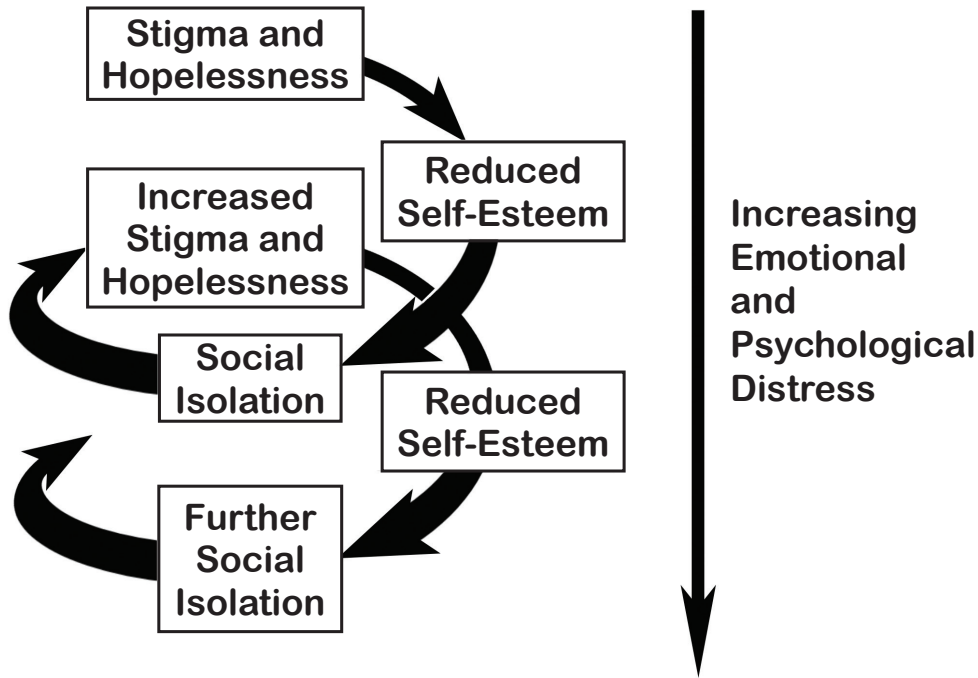 Stigma and
Hopelessness
Reduced
Self-Esteem
Increased
Stigma and
Hopelessness
Social
Isolation
Reduced
Self-Esteem
Further
Social
Isolation
Increasing
Emotional
and
Psychological
Distress